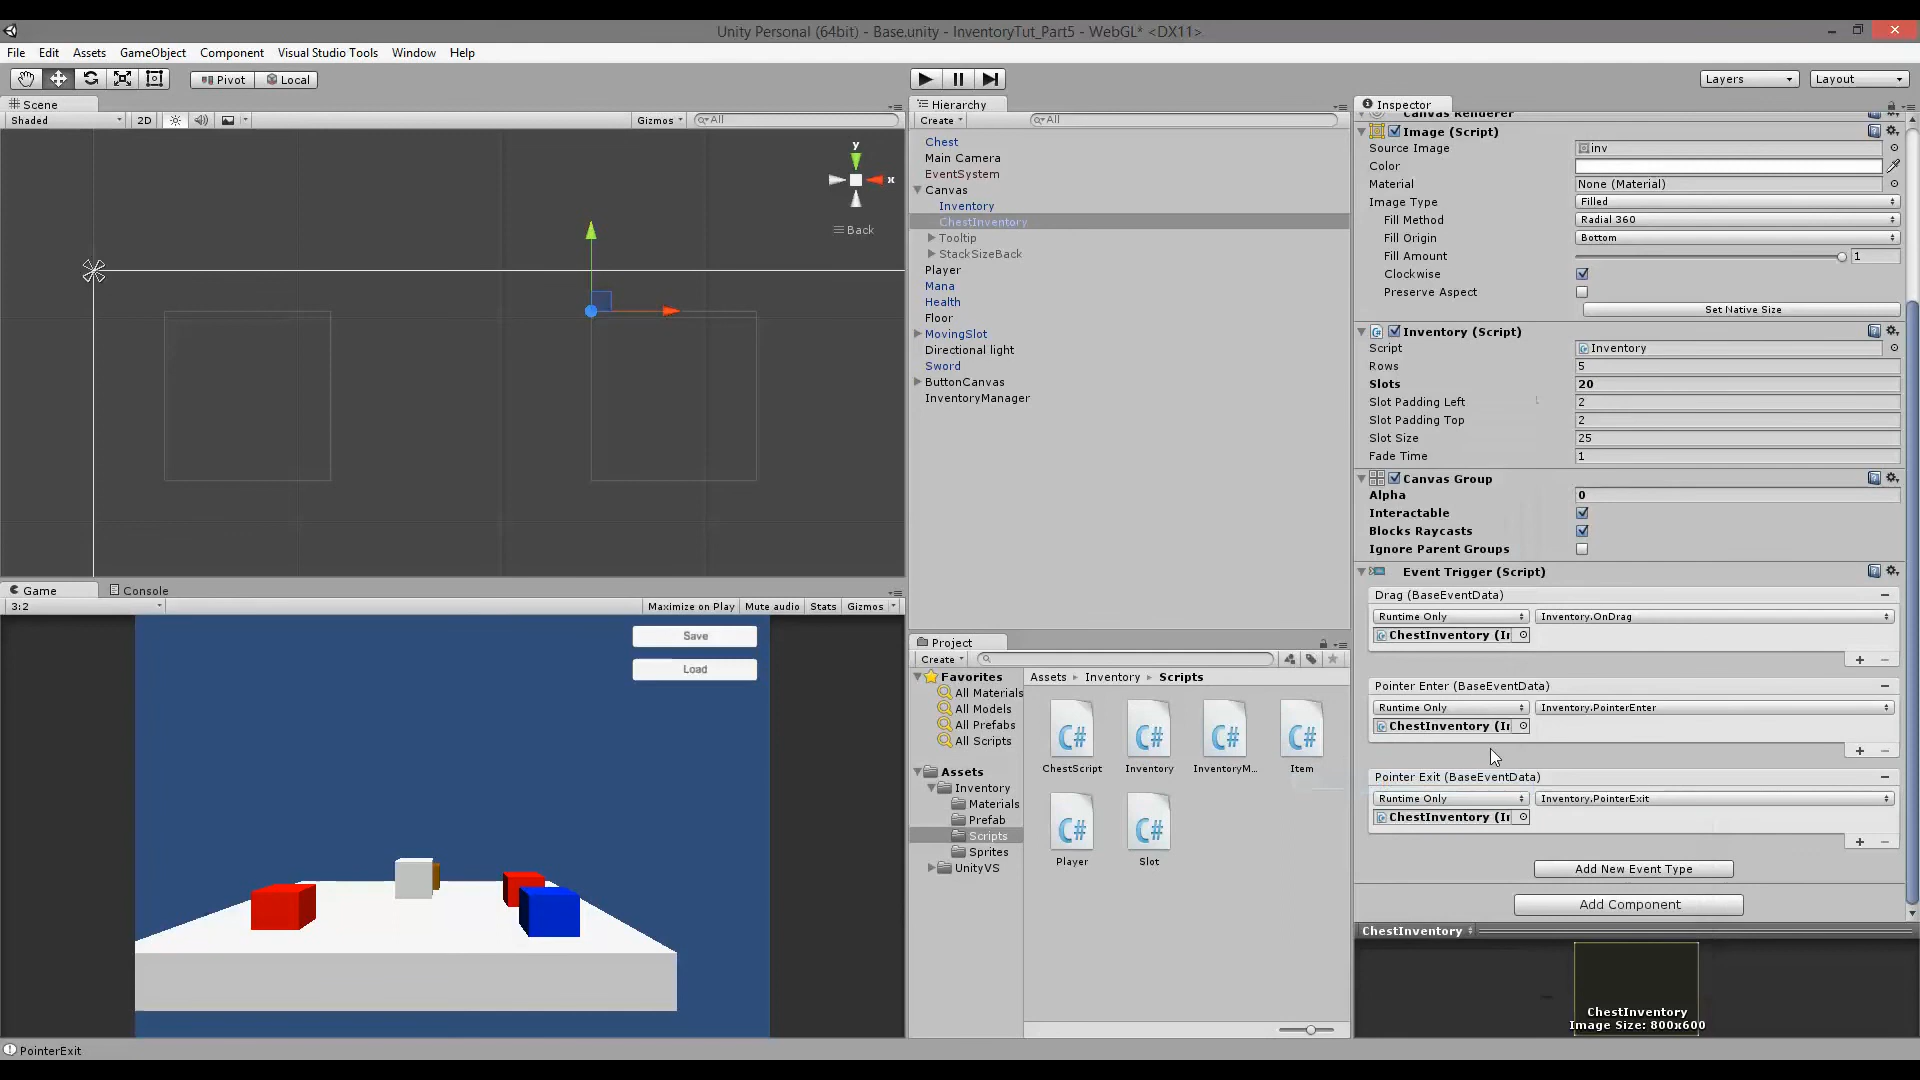 Unity Personal (64bit) - Base.unity - InventoryTut_Part5 - WebGL* <DX11>
File Edit Assets GameObject Component Visual Studio Tools Window Help
Pivot Local Layers Layout
Scene
Shaded 2D Gizmos All
y
x
Back
Game Console
3:2 Maximize on Play Mute audio Stats Gizmos
Save
Load
PointerExit
Hierarchy
Create All
Chest
Main Camera
EventSystem
Canvas
Inventory
ChestInventory
Tooltip
StackSizeBack
Player
Mana
Health
Floor
MovingSlot
Directional light
Sword
ButtonCanvas
InventoryManager
Project
Create
Favorites
All Materials
All Models
All Prefabs
All Scripts
Assets
Inventory
Materials
Prefab
Scripts
Sprites
UnityVS
Assets Inventory Scripts
C# C# C# C#
ChestScript Inventory InventoryM... Item
C# C#
Player Slot
Inspector
Canvas Renderer
Image (Script)
Source Image inv
Color
Material None (Material)
Image Type Filled
Fill Method Radial 360
Fill Origin Bottom
Fill Amount 1
Clockwise
Preserve Aspect
Set Native Size
Inventory (Script)
Script Inventory
Rows 5
Slots 20
Slot Padding Left 2
Slot Padding Top 2
Slot Size 25
Fade Time 1
Canvas Group
Alpha 0
Interactable
Blocks Raycasts
Ignore Parent Groups
Event Trigger (Script)
Drag (BaseEventData)
Runtime Only Inventory.OnDrag
ChestInventory (I
Pointer Enter (BaseEventData)
Runtime Only Inventory.PointerEnter
ChestInventory (I
Pointer Exit (BaseEventData)
Runtime Only Inventory.PointerExit
ChestInventory (I
Add New Event Type
Add Component
ChestInventory
ChestInventory
Image Size: 800x600